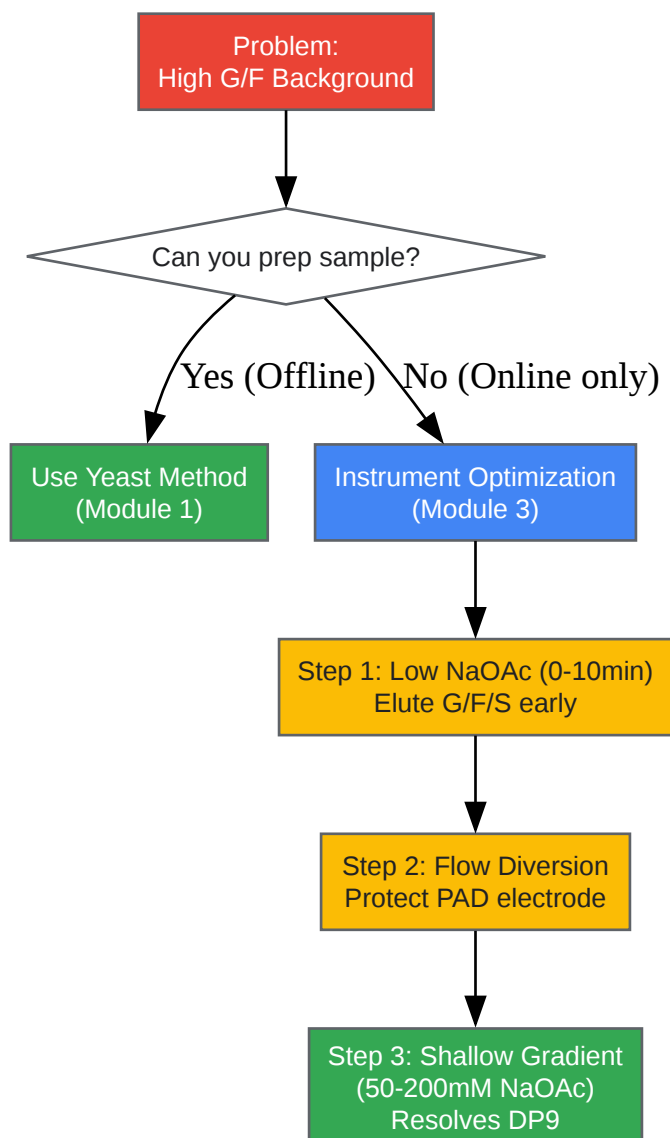 Problem:
High G/F Background
Can you prep sample?
Yes (Offline)
No (Online only)
Use Yeast Method
(Module 1)
Instrument Optimization
(Module 3)
Step 1: Low NaOAc (0-10min)
Elute G/F/S early
Step 2: Flow Diversion
Protect PAD electrode
Step 3: Shallow Gradient
(50-200mM NaOAc)
Resolves DP9